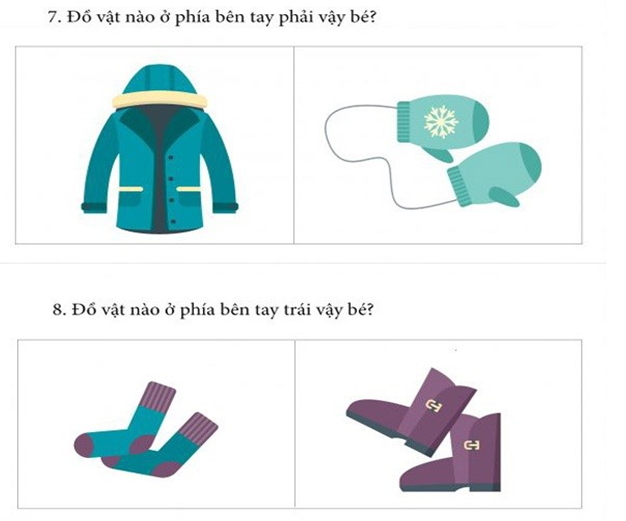 7. Đồ vật nào ở phía bên tay phải vậy bé?
8. Đồ vật nào ở phía bên tay trái vậy bé?